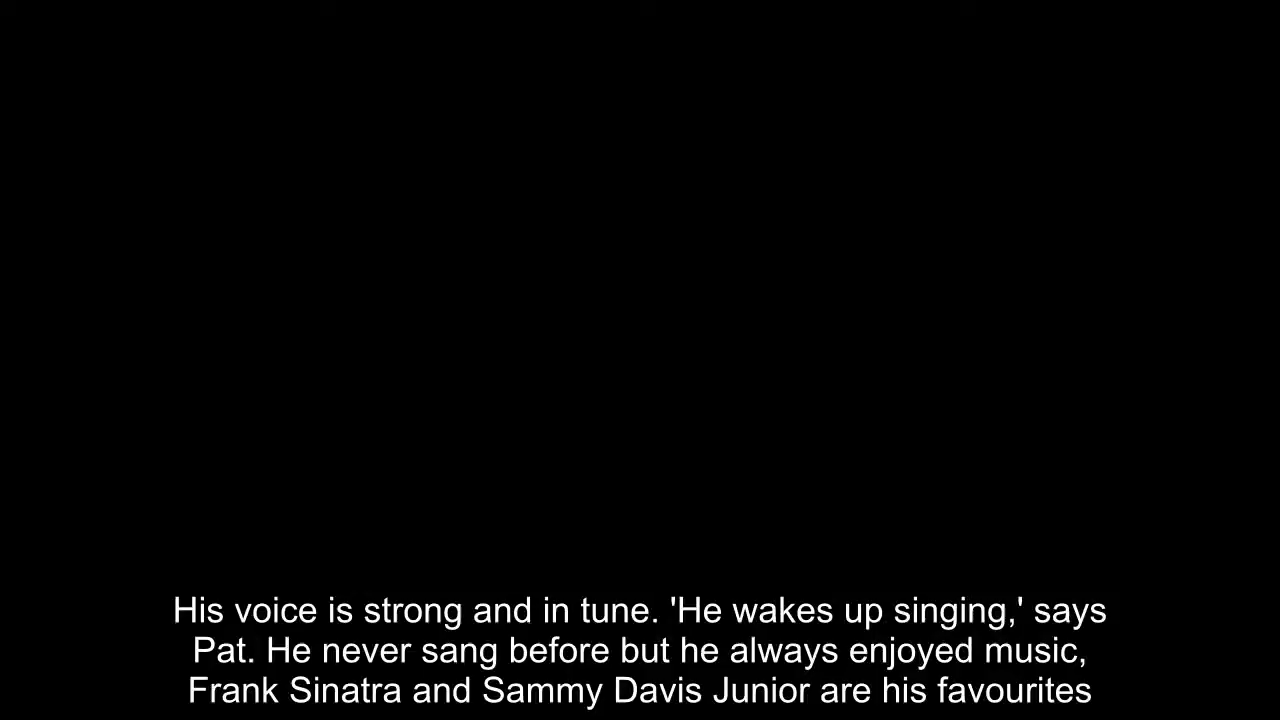 His voice is strong and in tune. 'He wakes up singing,' says
Pat. He never sang before but he always enjoyed music,
Frank Sinatra and Sammy Davis Junior are his favourites